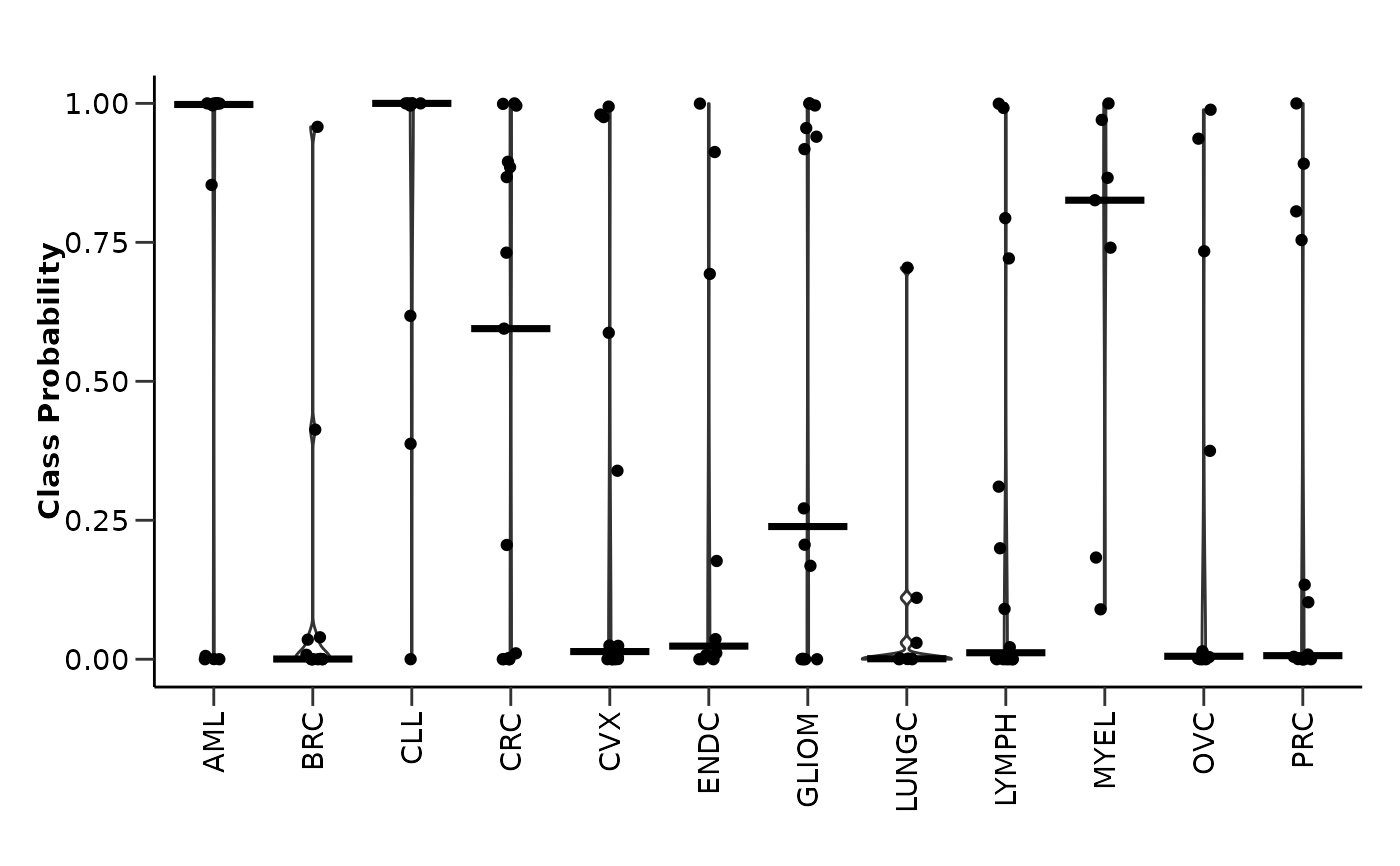 Class Probability
1.00
0.75
0.50
0.25
0.00
AML
BRC
CLL
CRC
CVX
ENDC
GLIOM
LUNGC
LYMPH
MYEL
OVC
PRC